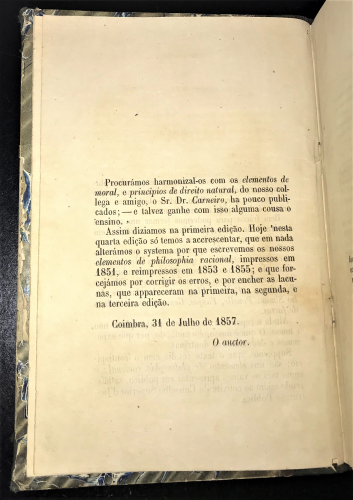 Procurámos harmonizal-os com os elementos de
moral, e principios de direito natural, do nosso col-
lega e amigo, o Sr. Dr. Carneiro, ha pouco publi-
cados; — e talvez ganhe com isso alguma cousa o
ensino.
Assim diziamos na primeira edição. Hoje nesta
quarta edição só temos a accrescentar, que em nada
alterámos o systema por que escrevemos os nossos
elementos de philosophia racional, impressos em
1851, e reimpressos em 1853 e 1855; e que for-
cejámos por corrigir os erros, e por encher as lacu-
nas, que appareceram na primeira, na segunda, e
na terceira edição.
Coimbra, 31 de Julho de 1857.
O auctor.